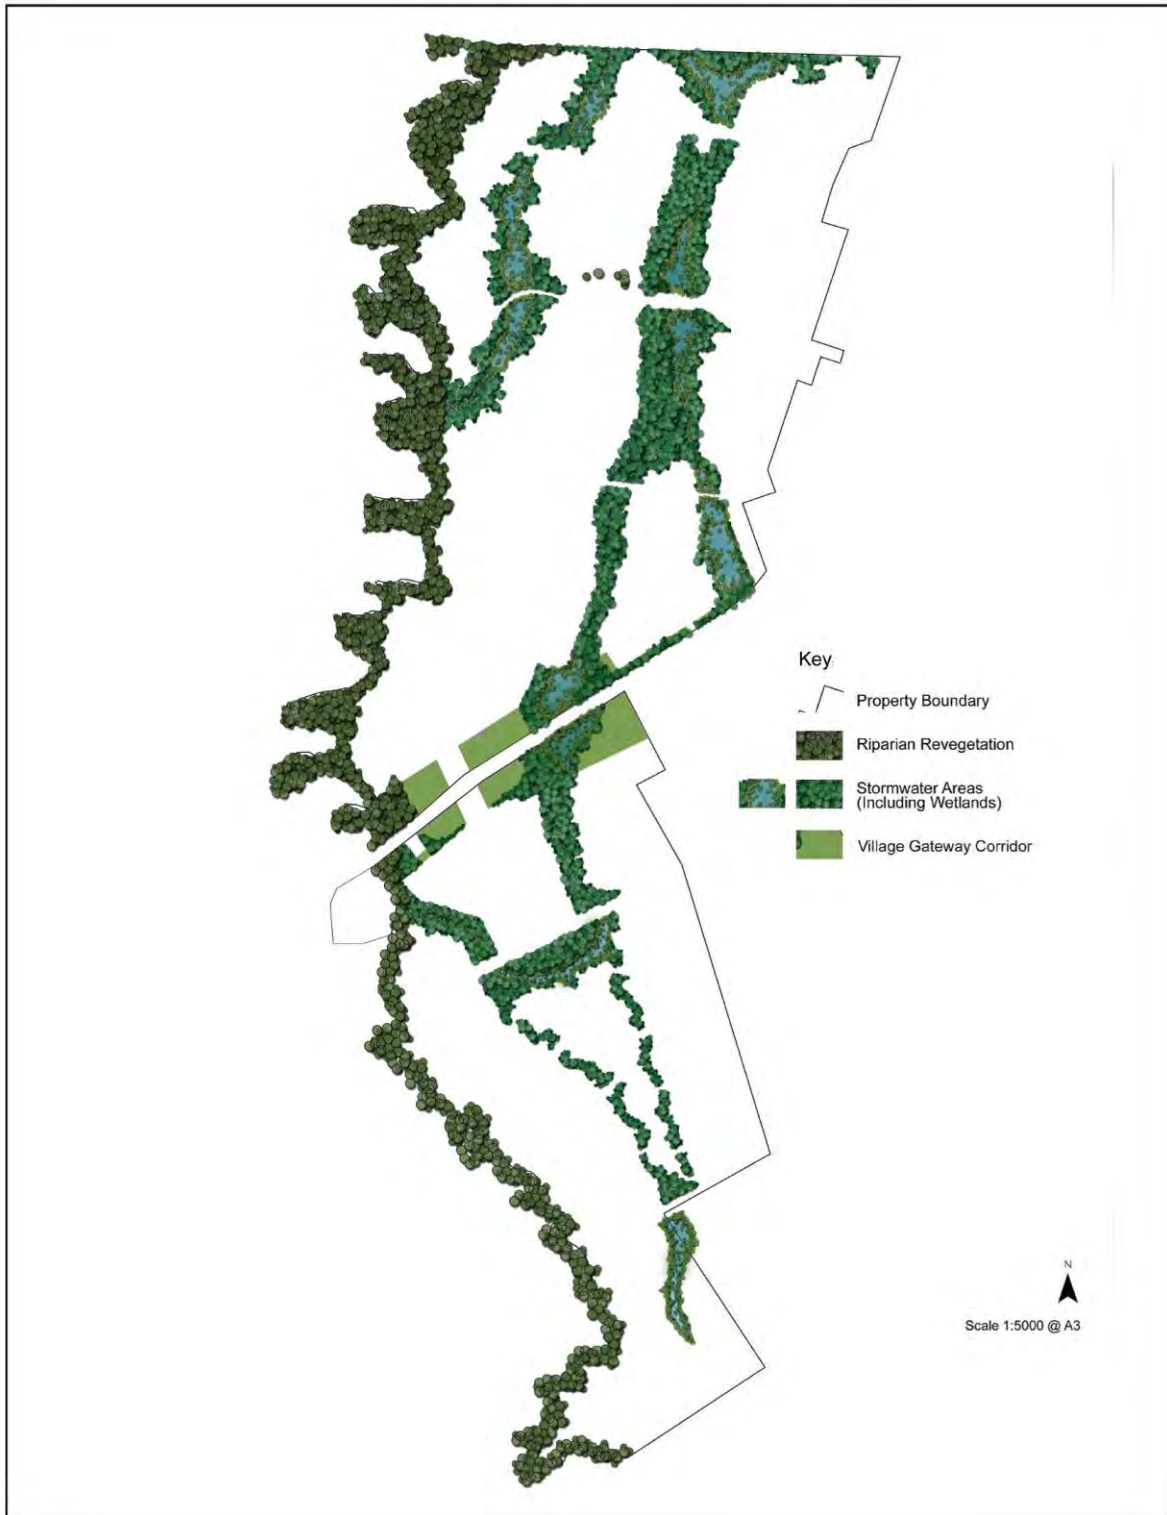 Key
Property Boundary
Riparian Revegetation
Stormwater Areas
(Including Wetlands)
Village Gateway Corridor
N
Scale 1:5000 @ A3